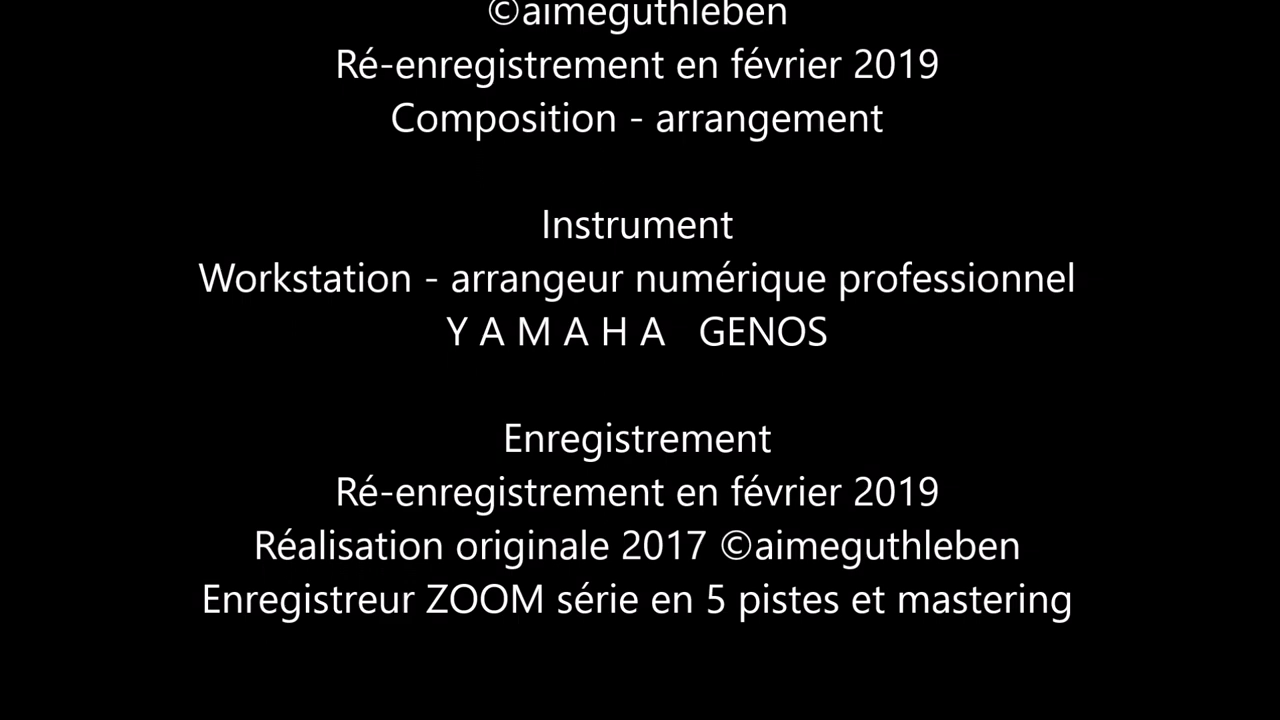 ©aimeguthleben
Ré-enregistrement en février 2019
Composition - arrangement
Instrument
Workstation - arrangeur numérique professionnel
Y A M A H A GENOS
Enregistrement
Ré-enregistrement en février 2019
Réalisation originale 2017 ©aimeguthleben
Enregistreur ZOOM série en 5 pistes et mastering